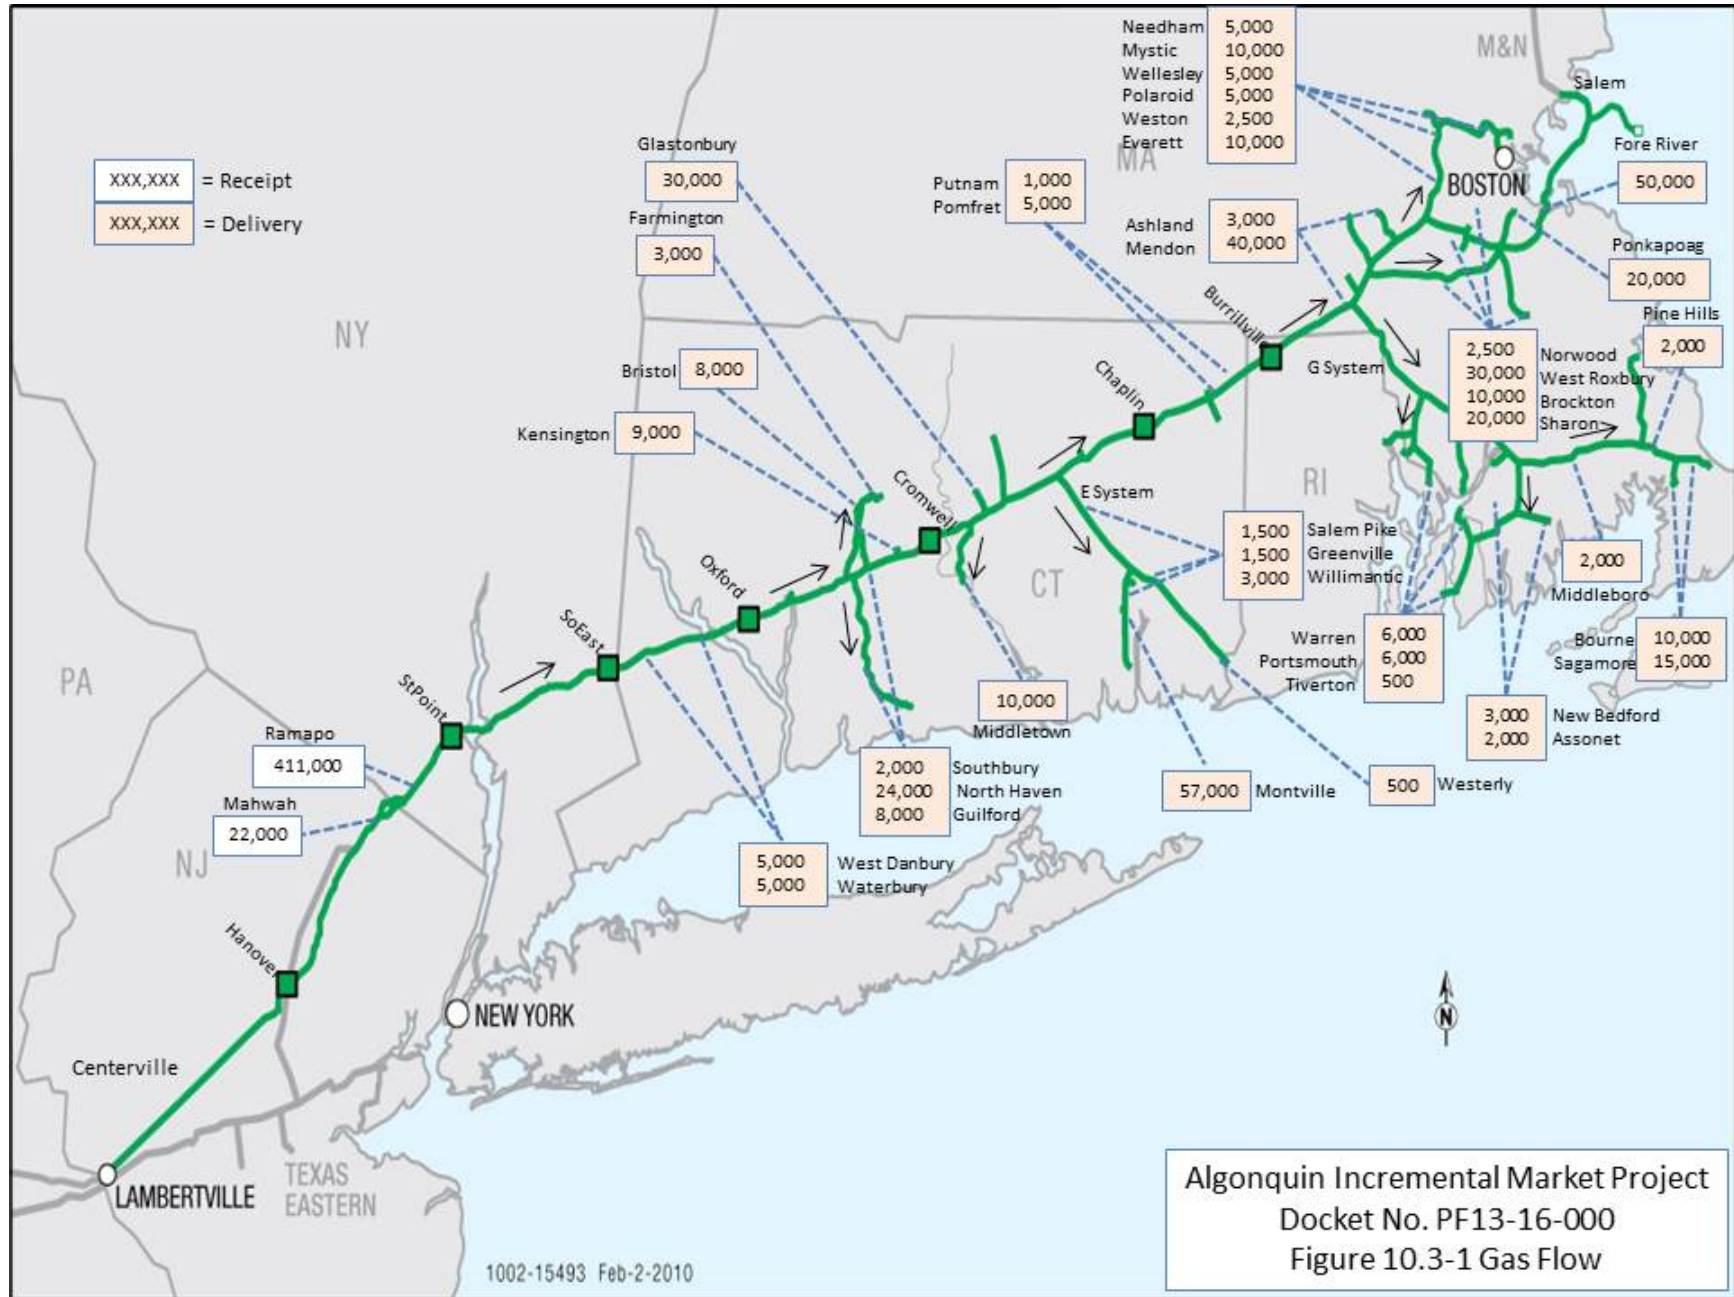 Needham 5,000
Mystic 10,000
Wellesley 5,000
Polaroid 5,000
Weston 2,500
Everett 10,000
M&N
Salem
MA
Fore River
50,000
BOSTON
Glastonbury
30,000
Putnam 1,000
Pomfret 5,000
XXX,XXX = Receipt
XXX,XXX = Delivery
Farmington
3,000
Ashland 3,000
Mendon 40,000
Ponkapoag
20,000
NY
Burrillville
Pine Hills
2,000
Bristol 8,000
Chaplin
G System
2,500 Norwood
30,000 West Roxbury
10,000 Brockton
20,000 Sharon
Kensington 9,000
Cromwell
E System
RI
1,500 Salem Pike
1,500 Greenville
3,000 Willimantic
2,000
Middleboro
Oxford
CT
SoEast
PA
StPoint
Warren 6,000
Portsmouth 6,000
Tiverton 500
Bourne 10,000
Sagamore 15,000
10,000
Middletown
3,000 New Bedford
2,000 Assonet
Ramapo
411,000
Mahwah
22,000
2,000 Southbury
24,000 North Haven
8,000 Guilford
57,000 Montville
500 Westerly
NJ
5,000 West Danbury
5,000 Waterbury
Hanover
NEW YORK
N
Centerville
LAMBERTVILLE
TEXAS
EASTERN
Algonquin Incremental Market Project
Docket No. PF13-16-000
Figure 10.3-1 Gas Flow
1002-15493 Feb-2-2010